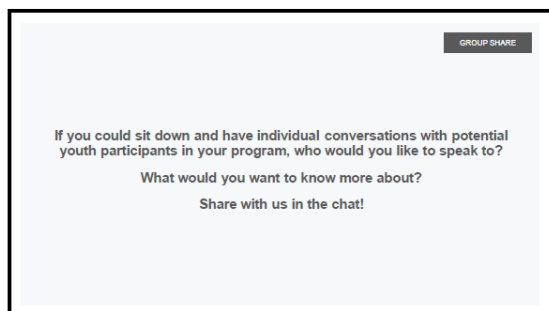 GROUP SHARE
If you could sit down and have individual conversations with potential
youth participants in your program, who would you like to speak to?
What would you want to know more about?
Share with us in the chat!